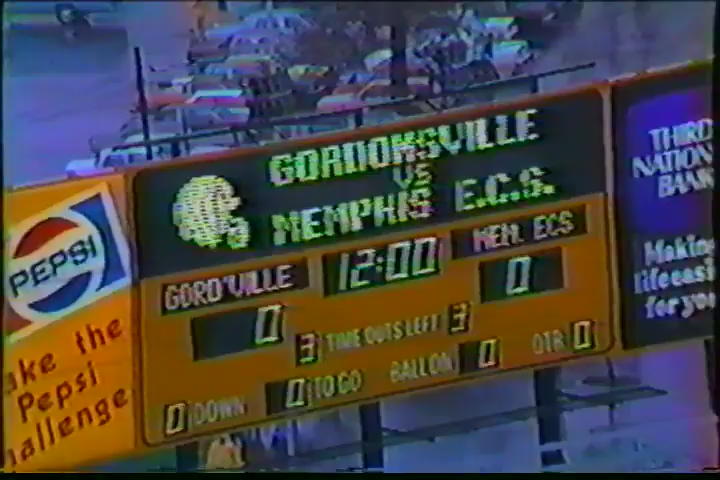 GORDONSVILLE
VS
MEMPHIS E.C.S.
GORD'VILLE 12:00 MEM. ECS
0 0
3 TIME OUTS LEFT 3
0 DOWN 0 TO GO BALL ON 0 QTR 0
PEPSI
ake the
Pepsi
hallenge
THIRD
NATION
BANK
Making
life easi
for you